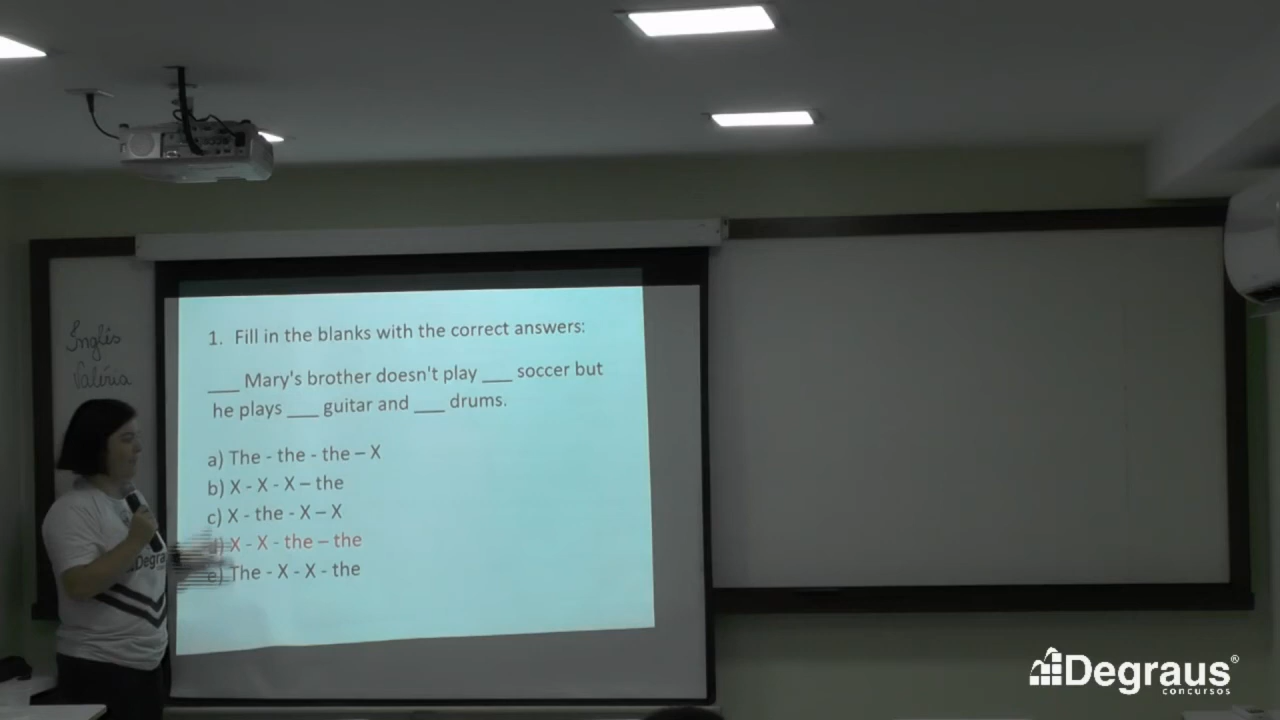 Inglês
Valéria
1. Fill in the blanks with the correct answers:
___ Mary's brother doesn't play ___ soccer but
he plays ___ guitar and ___ drums.
a) The - the - the – X
b) X - X - X – the
c) X - the - X – X
d) X - X - the – the
e) The - X - X - the
Degra
Degraus®
concursos